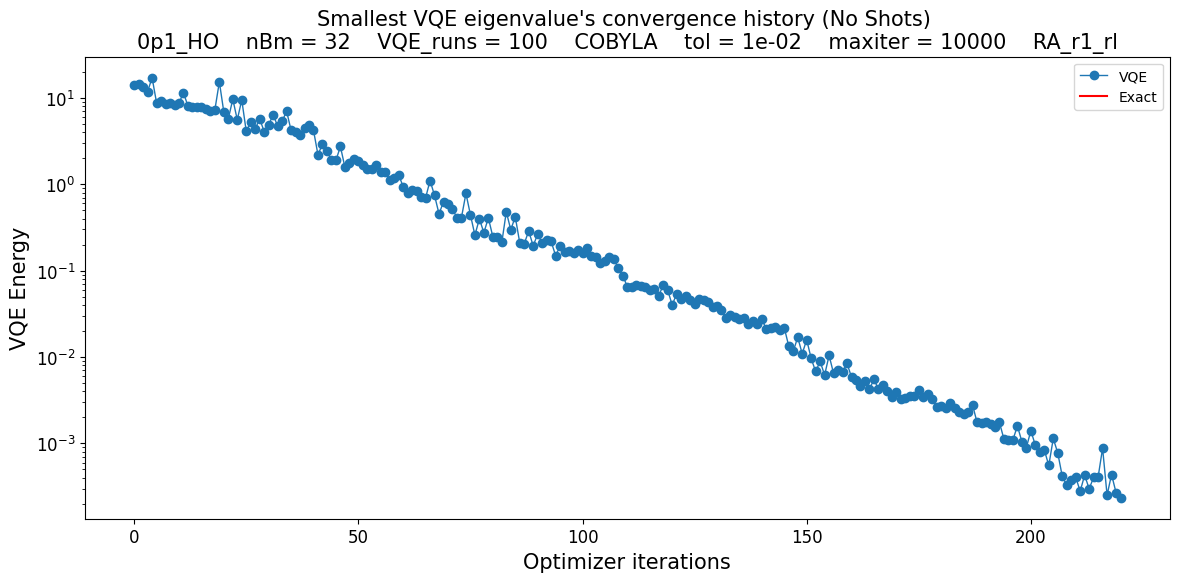 Smallest VQE eigenvalue's convergence history (No Shots)
0p1_HO nBm = 32 VQE_runs = 100 COBYLA tol = 1e-02 maxiter = 10000 RA_r1_rl
VQE
Exact
10^1
10^0
10^-1
10^-2
10^-3
VQE Energy
0 50 100 150 200
Optimizer iterations